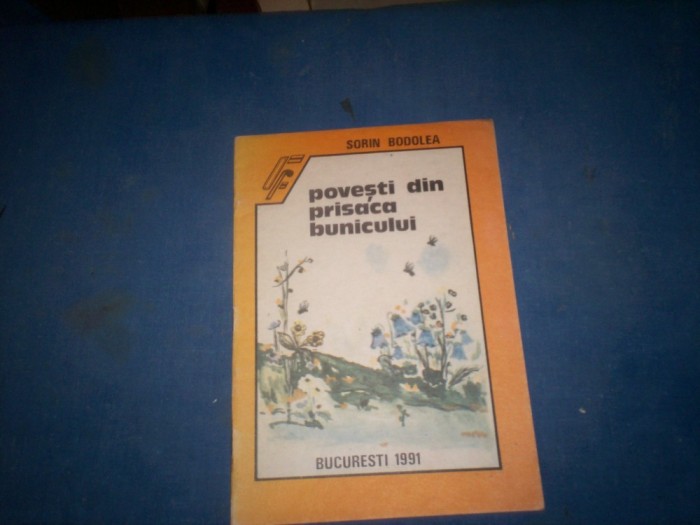 SORIN BODOLEA
povești din
prisaca
bunicului
BUCURESTI 1991